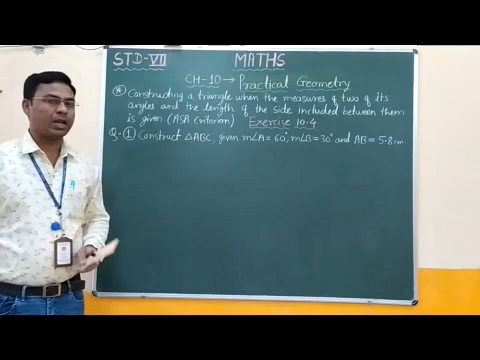 STD-VII MATHS
CH-10 → Practical Geometry
* Constructing a triangle when the measures of two of its
angles and the length of the side included between them
is given (ASA criterion) Exercise 10.4
Q.① Construct △ABC, given m∠A = 60°, m∠B = 30° and AB = 5.8 cm